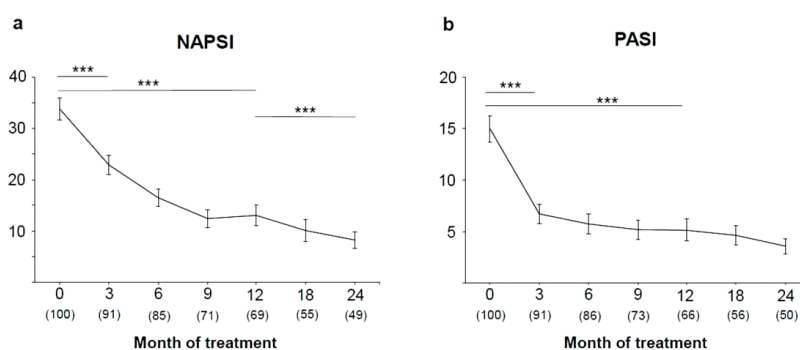 a
NAPSI
40
30
20
10
***
***
***
0 3 6 9 12 18 24
(100) (91) (85) (71) (69) (55) (49)
Month of treatment
b
PASI
20
15
10
5
***
***
0 3 6 9 12 18 24
(100) (91) (86) (73) (66) (56) (50)
Month of treatment